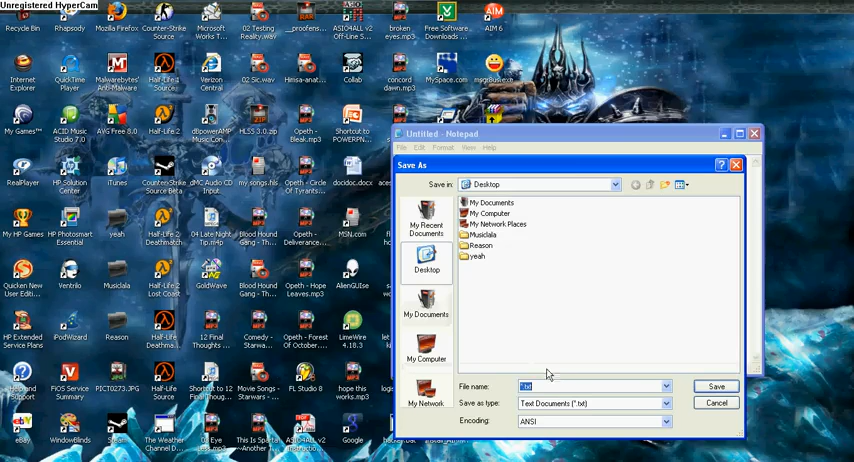 Unregistered HyperCam
Recycle Bin
Rhapsody
Mozilla Firefox
Counter-Strike Source
Microsoft Works T...
02 Testing Reality.wav
__proofens...
ASIO4ALL v2 Off-Line S...
broken eyes.mp3
Free Software Downloads ...
AIM 6
Internet Explorer
QuickTime Player
Malwarebytes' Anti-Malware
Half-Life 1 Source
Verizon Central
02 Sic.wav
Himsa-anat...
Collab
concord dawn.mp3
MySpace.com
msgrBus.exe
My Games™
ACID Music Studio 7.0
AVG Free 8.0
Half-Life 2
dBpowerAMP Music Con...
HLSS 3.0.zip
Opeth - Bleak.mp3
Shortcut to POWERPN...
RealPlayer
HP Solution Center
iTunes
Counter-Strike Source Beta
dMC Audio CD Input
my songs.hls
Opeth - Circle Of Tyrants...
docidoc.docx
My HP Games
HP Photosmart Essential
yeah
Half-Life 2 Deathmatch
04 Late Night Tip.m4p
Blood Hound Gang - Th...
Opeth - Deliverance...
MSN.com
Quicken New User Editi...
Ventrilo
Musiclala
Half-Life 2 Lost Coast
GoldWave
Blood Hound Gang - The...
Opeth - Hope Leaves.mp3
AlienGUIse
HP Extended Service Plans
iPodWizard
Reason
Half-Life Deathma...
12 Final Thoughts ...
Comedy - Starwars - ...
Opeth - Forest Of October...
LimeWire 4.18.3
Help and Support
FiOS Service
PICT0273.JPG
Half-Life Source
Shortcut to 12 Final Thoug...
Movie Songs - Starwars - ...
FL Studio 8
hope this works.mp3
eBay
WindowBlinds
Steam
The Weather Channel D...
This Is Sparta ~Another T...
ASIO4ALL v2
Google
Untitled - Notepad
File Edit Format View Help
Save As
Save in:
Desktop
My Recent Documents
Desktop
My Documents
My Computer
My Network
My Documents
My Computer
My Network Places
Musiclala
Reason
yeah
File name:
*.txt
Save
Save as type:
Text Documents (*.txt)
Cancel
Encoding:
ANSI